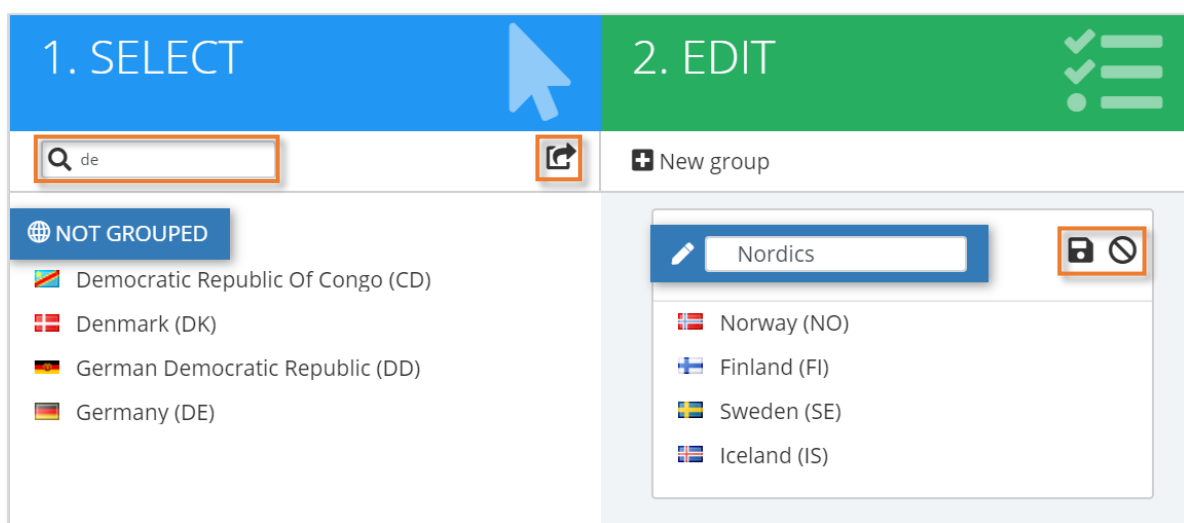 1. SELECT
2. EDIT
de
New group
NOT GROUPED
Democratic Republic Of Congo (CD)
Denmark (DK)
German Democratic Republic (DD)
Germany (DE)
Nordics
Norway (NO)
Finland (FI)
Sweden (SE)
Iceland (IS)